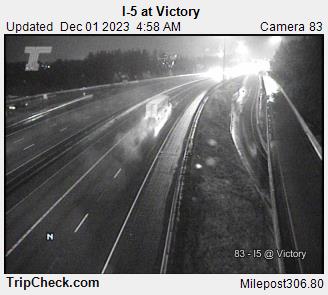 I-5 at Victory
Updated Dec 01 2023 4:58 AM Camera 83
T
N
83 - I5 @ Victory
TripCheck.com Milepost306.80